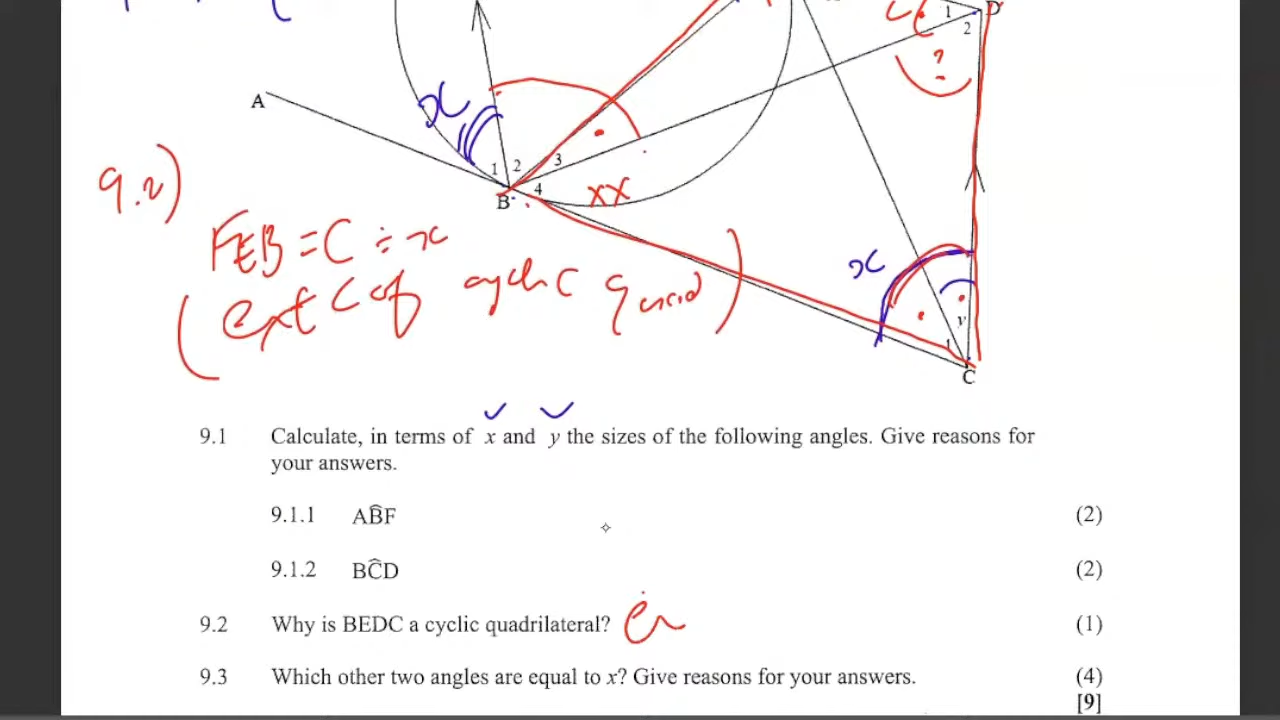 1
D
2
?
A
x
1 2 3
4
B
xx
9.2)
FEB = C = x
(ext C of cyclic quad)
x
y
1
C
9.1 Calculate, in terms of x and y the sizes of the following angles. Give reasons for
your answers.
9.1.1 AB̂F (2)
9.1.2 BĈD (2)
9.2 Why is BEDC a cyclic quadrilateral? (1)
9.3 Which other two angles are equal to x? Give reasons for your answers. (4)
[9]